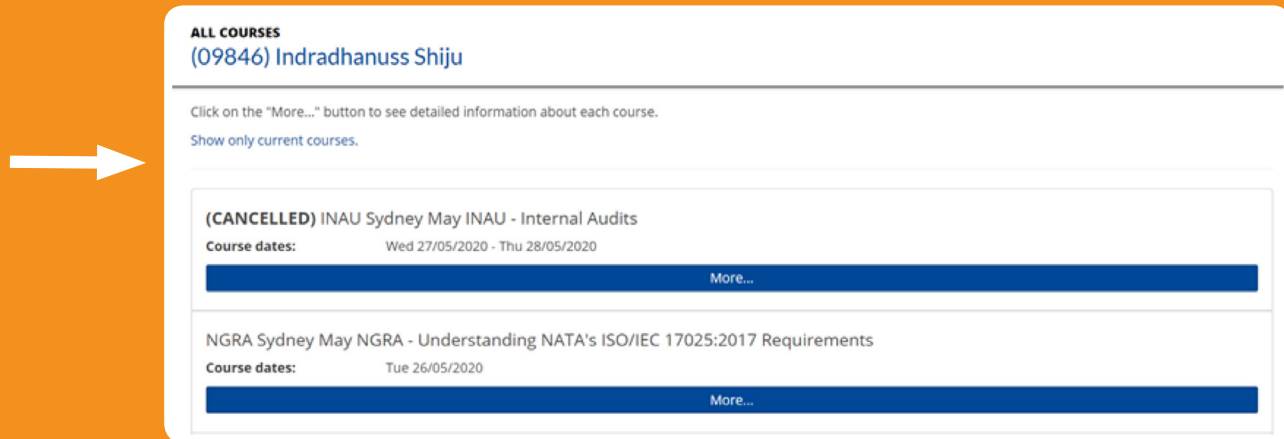 ALL COURSES
(09846) Indradhanuss Shiju
Click on the "More..." button to see detailed information about each course.
Show only current courses.
(CANCELLED) INAU Sydney May INAU - Internal Audits
Course dates: Wed 27/05/2020 - Thu 28/05/2020
More...
NGRA Sydney May NGRA - Understanding NATA's ISO/IEC 17025:2017 Requirements
Course dates: Tue 26/05/2020
More...